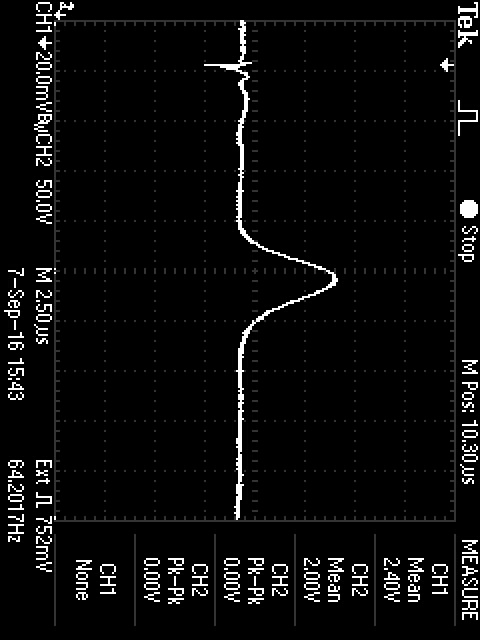 Tek Stop M Pos: 10.30µs MEASURE
CH1
Mean
2.40V
CH2
Mean
2.00V
CH2
Pk-Pk
0.00V
CH2
Pk-Pk
0.00V
CH1
None
2
CH1 20.0mVBW CH2 50.0V M 2.50µs Ext 752mV
7-Sep-16 15:43 64.2017Hz